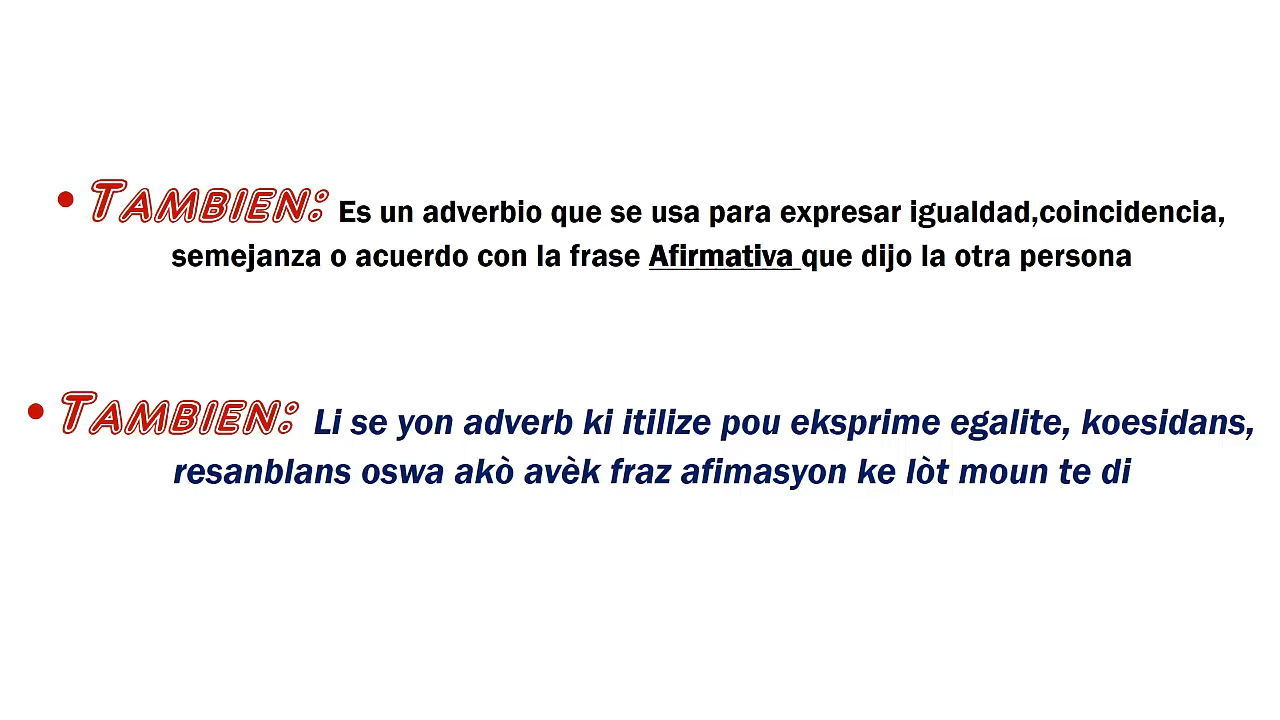 • TAMBIEN: Es un adverbio que se usa para expresar igualdad,coincidencia,
semejanza o acuerdo con la frase Afirmativa que dijo la otra persona
• TAMBIEN: Li se yon adverb ki itilize pou eksprime egalite, koesidans,
resanblans oswa akò avèk fraz afimasyon ke lòt moun te di